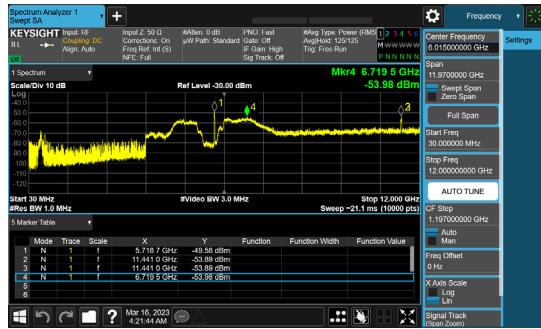 Spectrum Analyzer 1
Swept SA
Frequency
KEYSIGHT
Input: RF
Coupling: DC
Align: Auto
Input Z: 50 Ω
Corrections: On
Freq Ref: Int (S)
NFE: Full
#Atten: 0 dB
µW Path: Standard
PNO: Fast
Gate: Off
IF Gain: High
Sig Track: Off
#Avg Type: Power (RMS)
Avg|Hold: 125/125
Trig: Free Run
1 2 3 4 5 6
M W W W W W
P N N N N N
1 Spectrum
Scale/Div 10 dB
Ref Level -30.00 dBm
Mkr4 6.719 5 GHz
-53.98 dBm
Log
-40.0
-50.0
-60.0
-70.0
-80.0
-90.0
-100
-110
-120
1
4
Start 30 MHz
#Res BW 1.0 MHz
#Video BW 3.0 MHz
Stop 12.000 GHz
Sweep ~21.1 ms (10000 pts)
5 Marker Table
Mode Trace Scale X Y Function Function Width Function Value
1 N 1 f 5.718 7 GHz -49.58 dBm
2 N 1 f 11.441 0 GHz -53.89 dBm
3 N 1 f 11.441 0 GHz -53.89 dBm
4 N 1 f 6.719 5 GHz -53.98 dBm
5
6
Mar 16, 2023
4:21:44 AM
Center Frequency
6.015000000 GHz
Settings
Span
11.9700000 GHz
Swept Span
Zero Span
Full Span
Start Freq
30.000000 MHz
Stop Freq
12.000000000 GHz
AUTO TUNE
CF Step
1.197000000 GHz
Auto
Man
Freq Offset
0 Hz
X Axis Scale
Log
Lin
Signal Track
(Span Zoom)